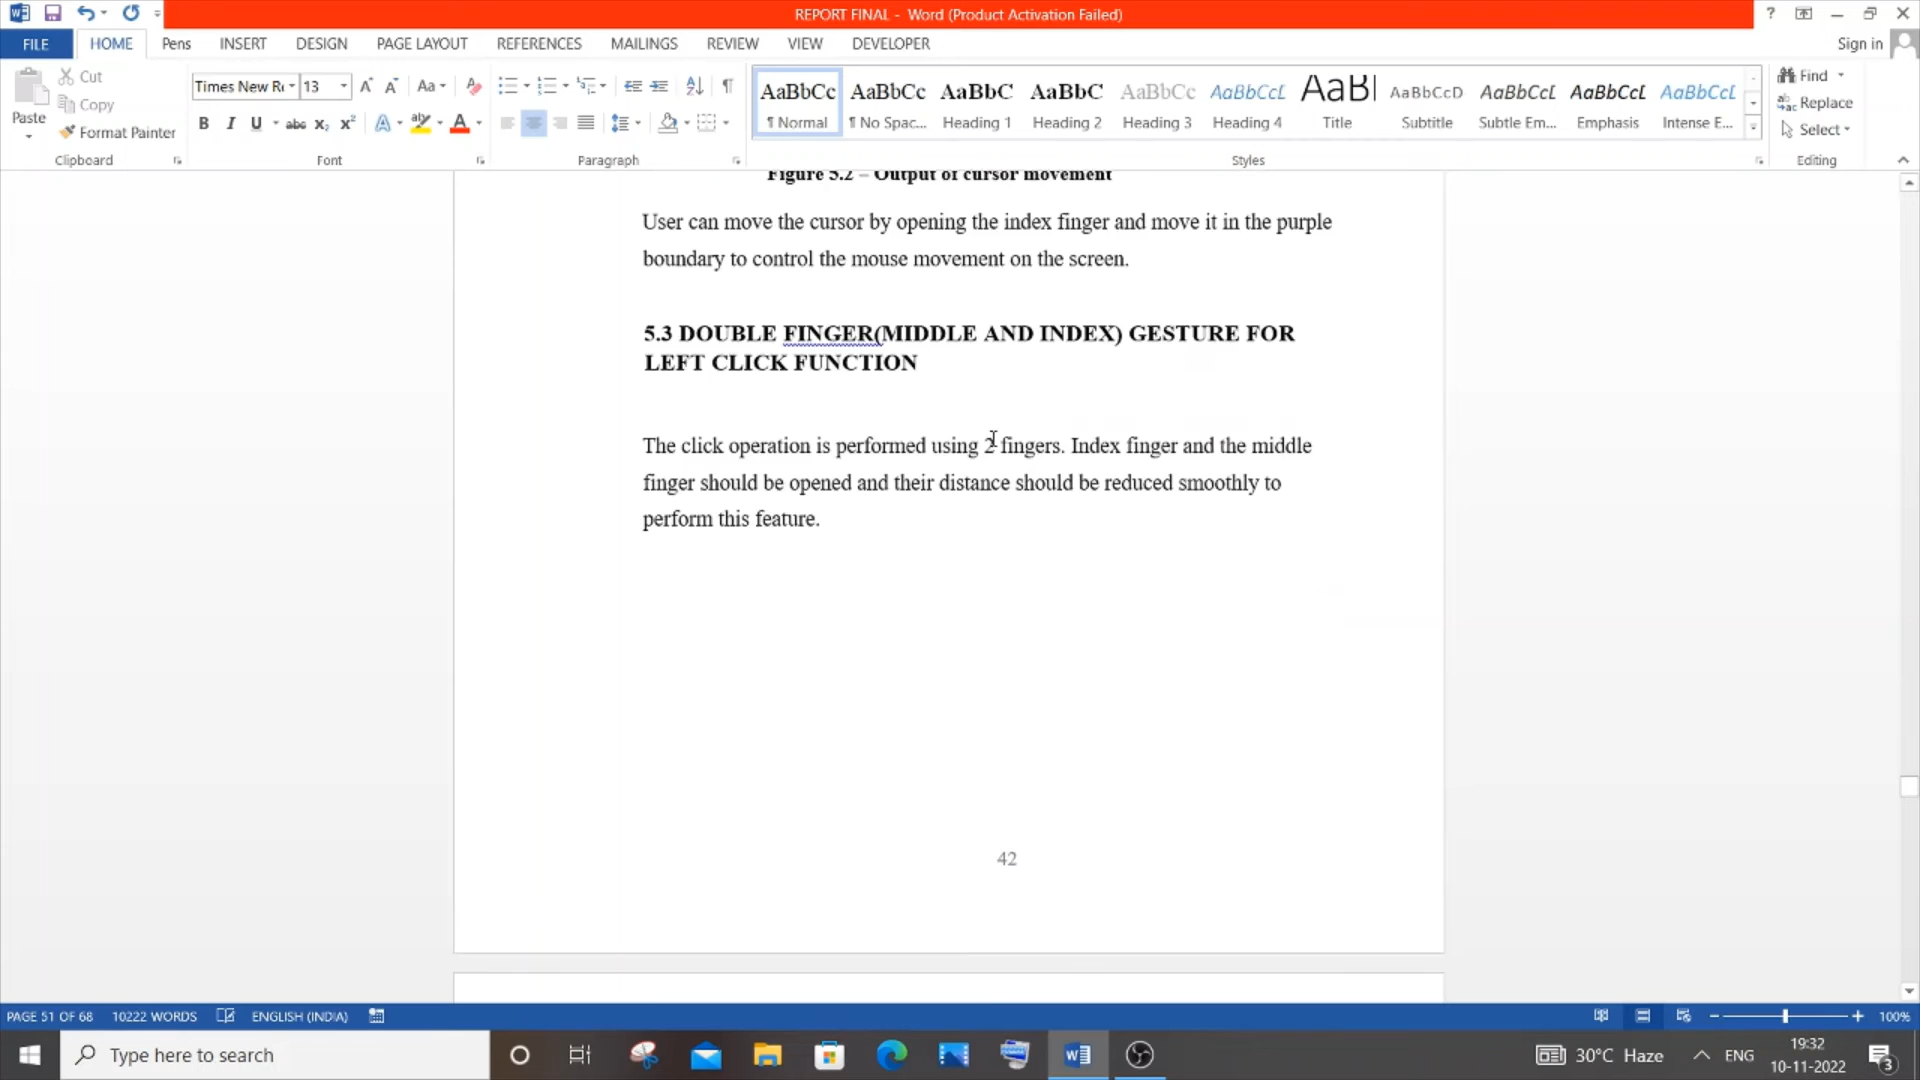 REPORT FINAL - Word (Product Activation Failed)
FILE HOME Pens INSERT DESIGN PAGE LAYOUT REFERENCES MAILINGS REVIEW VIEW DEVELOPER Sign in
Paste
Cut
Copy
Format Painter
Clipboard
Times New R 13
Font
Paragraph
AaBbCc AaBbCc AaBbC AaBbC AaBbCc AaBbCcL AaBl AaBbCcD AaBbCcL AaBbCcL AaBbCcL
¶ Normal ¶ No Spac... Heading 1 Heading 2 Heading 3 Heading 4 Title Subtitle Subtle Em... Emphasis Intense E...
Styles
Find
Replace
Select
Editing
Figure 5.2 – Output of cursor movement
User can move the cursor by opening the index finger and move it in the purple
boundary to control the mouse movement on the screen.
5.3 DOUBLE FINGER(MIDDLE AND INDEX) GESTURE FOR
LEFT CLICK FUNCTION
The click operation is performed using 2 fingers. Index finger and the middle
finger should be opened and their distance should be reduced smoothly to
perform this feature.
42
PAGE 51 OF 68 10222 WORDS ENGLISH (INDIA) 100%
Type here to search
30°C Haze ENG
19:32
10-11-2022
3